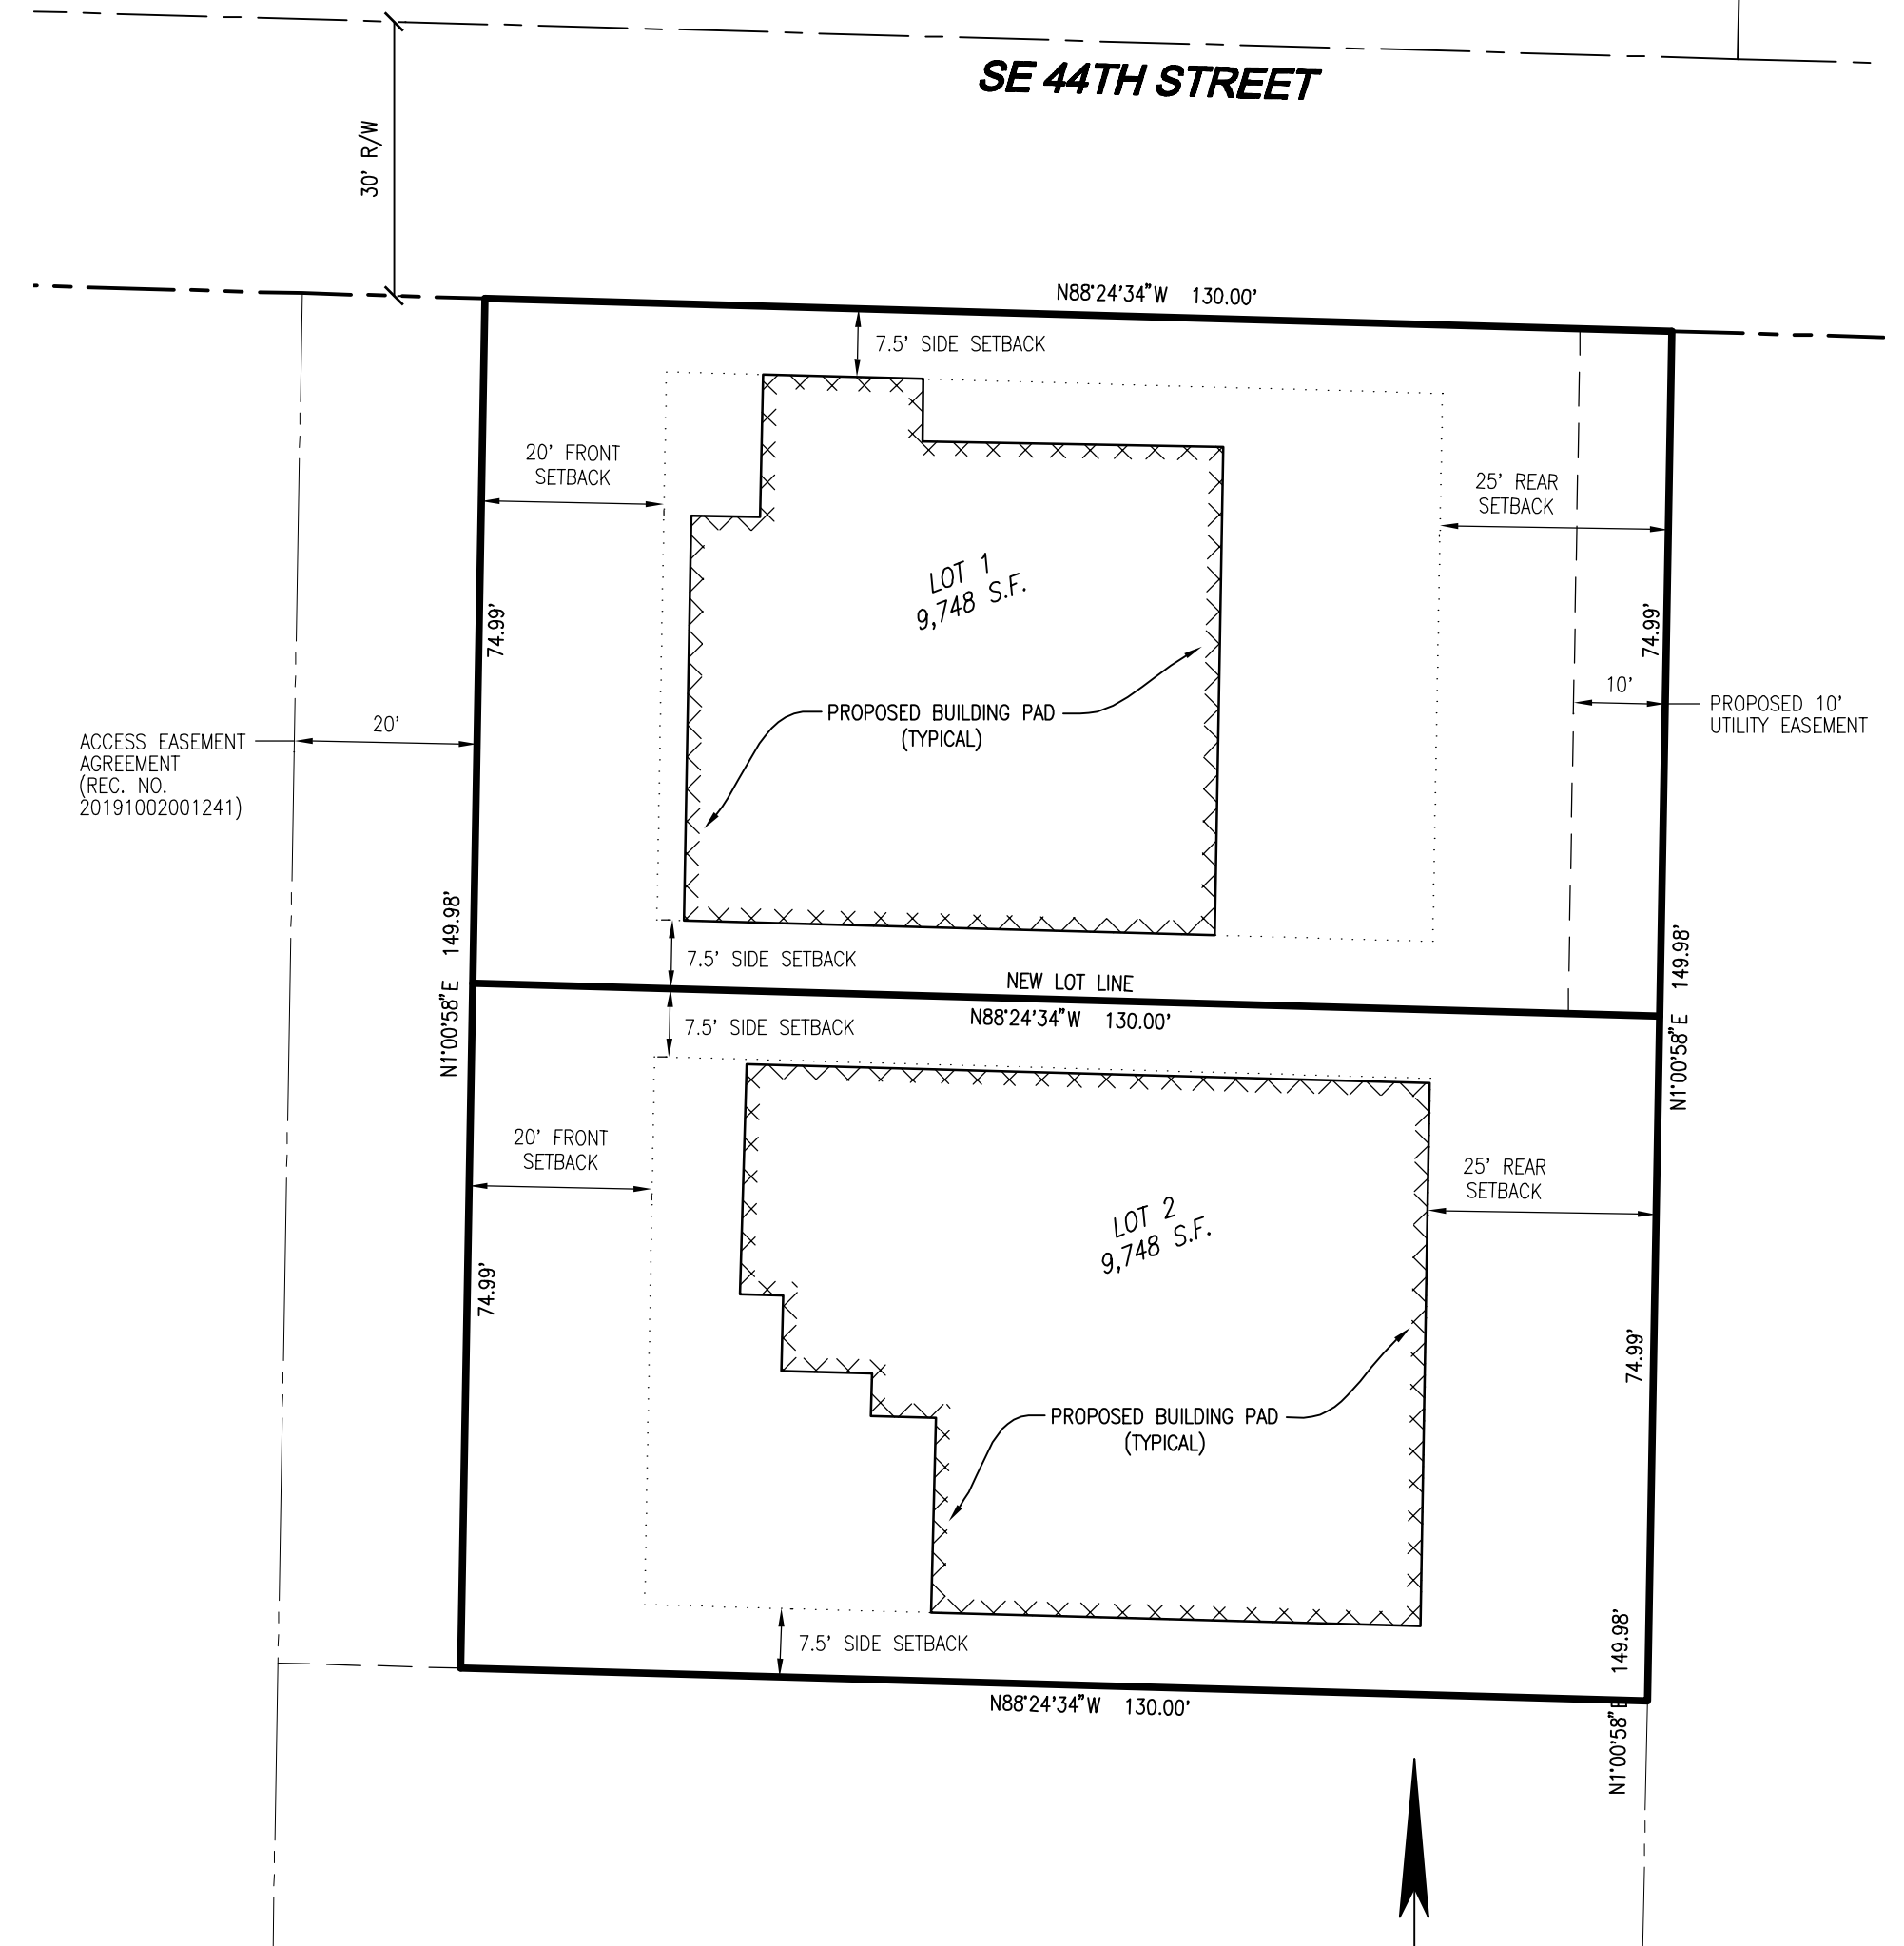 SE 44TH STREET
30' R/W
N88°24'34"W 130.00'
7.5' SIDE SETBACK
20' FRONT
SETBACK
25' REAR
SETBACK
LOT 1
9,748 S.F.
74.99'
74.99'
10'
PROPOSED 10'
UTILITY EASEMENT
PROPOSED BUILDING PAD
(TYPICAL)
20'
ACCESS EASEMENT
AGREEMENT
(REC. NO.
20191002001241)
N1°00'58"E 149.98'
N1°00'58"E 149.98'
7.5' SIDE SETBACK
NEW LOT LINE
N88°24'34"W 130.00'
7.5' SIDE SETBACK
20' FRONT
SETBACK
25' REAR
SETBACK
LOT 2
9,748 S.F.
74.99'
74.99'
PROPOSED BUILDING PAD
(TYPICAL)
7.5' SIDE SETBACK
N88°24'34"W 130.00'
N1°00'58"E 149.98'